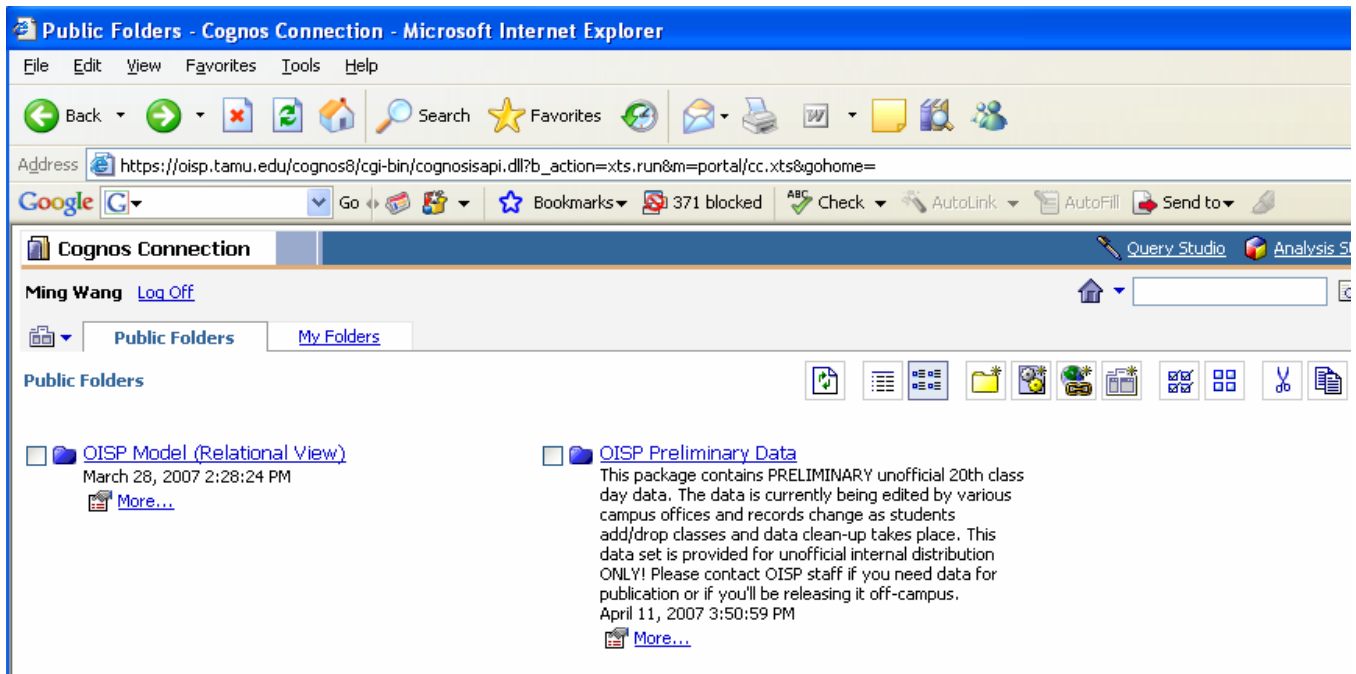 Public Folders - Cognos Connection - Microsoft Internet Explorer
File Edit View Favorites Tools Help
Back Search Favorites W
Address https://oisp.tamu.edu/cognos8/cgi-bin/cognosisapi.dll?b_action=xts.run&m=portal/cc.xts&gohome=
Google G Go Bookmarks 371 blocked ABC Check AutoLink AutoFill Send to
Cognos Connection Query Studio Analysis St
Ming Wang Log Off
Public Folders My Folders
Public Folders
OISP Model (Relational View)
March 28, 2007 2:28:24 PM
More...
OISP Preliminary Data
This package contains PRELIMINARY unofficial 20th class
day data. The data is currently being edited by various
campus offices and records change as students
add/drop classes and data clean-up takes place. This
data set is provided for unofficial internal distribution
ONLY! Please contact OISP staff if you need data for
publication or if you'll be releasing it off-campus.
April 11, 2007 3:50:59 PM
More...